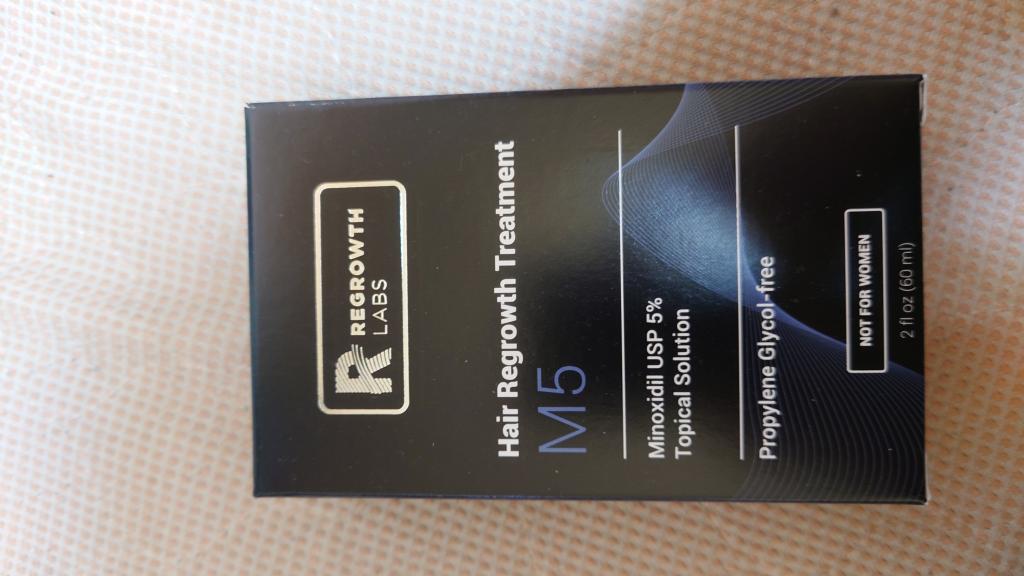 REGROWTH
LABS
Hair Regrowth Treatment
M5
Minoxidil USP 5%
Topical Solution
Propylene Glycol-free
NOT FOR WOMEN
2 fl oz (60 ml)